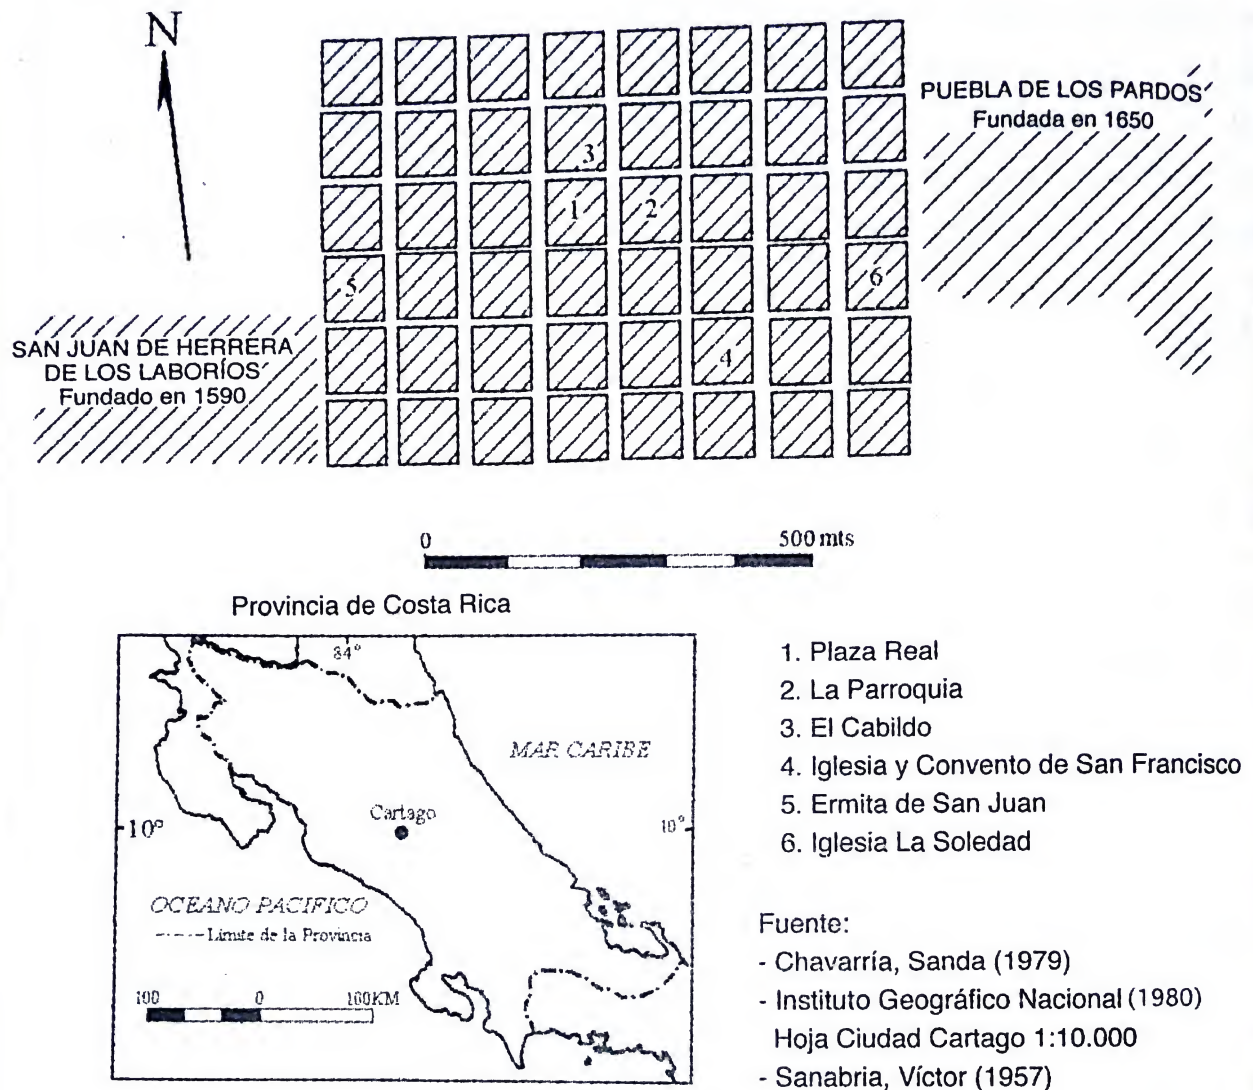 N
PUEBLA DE LOS PARDOS
Fundada en 1650
3
1
2
5
6
SAN JUAN DE HERRERA
DE LOS LABORÍOS
Fundado en 1590
4
0
500 mts
Provincia de Costa Rica
84°
MAR CARIBE
Cartago
10°
10°
OCEANO PACIFICO
Límite de la Provincia
100
0
100KM
1. Plaza Real
2. La Parroquia
3. El Cabildo
4. Iglesia y Convento de San Francisco
5. Ermita de San Juan
6. Iglesia La Soledad
Fuente:
- Chavarría, Sanda (1979)
- Instituto Geográfico Nacional (1980)
Hoja Ciudad Cartago 1:10.000
- Sanabria, Víctor (1957)